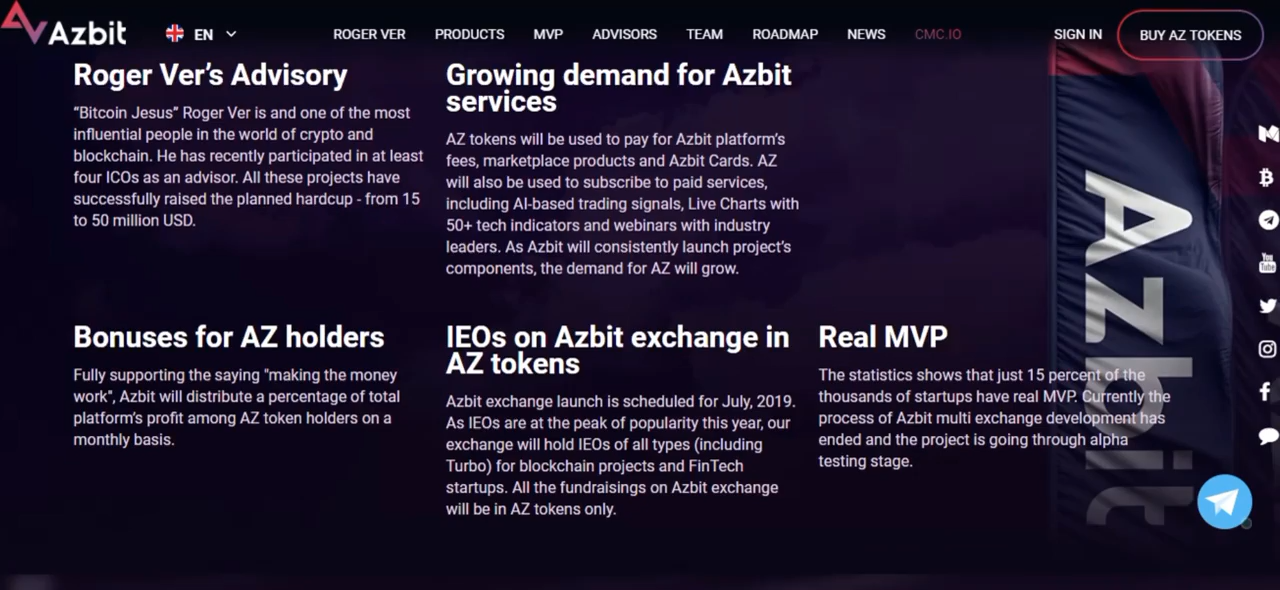 Azbit
EN
ROGER VER
PRODUCTS
MVP
ADVISORS
TEAM
ROADMAP
NEWS
CMC.IO
SIGN IN
BUY AZ TOKENS
Roger Ver’s Advisory
“Bitcoin Jesus” Roger Ver is and one of the most
influential people in the world of crypto and
blockchain. He has recently participated in at least
four ICOs as an advisor. All these projects have
successfully raised the planned hardcup - from 15
to 50 million USD.
Growing demand for Azbit
services
AZ tokens will be used to pay for Azbit platform’s
fees, marketplace products and Azbit Cards. AZ
will also be used to subscribe to paid services,
including AI-based trading signals, Live Charts with
50+ tech indicators and webinars with industry
leaders. As Azbit will consistently launch project’s
components, the demand for AZ will grow.
Bonuses for AZ holders
Fully supporting the saying "making the money
work", Azbit will distribute a percentage of total
platform’s profit among AZ token holders on a
monthly basis.
IEOs on Azbit exchange in
AZ tokens
Azbit exchange launch is scheduled for July, 2019.
As IEOs are at the peak of popularity this year, our
exchange will hold IEOs of all types (including
Turbo) for blockchain projects and FinTech
startups. All the fundraisings on Azbit exchange
will be in AZ tokens only.
Real MVP
The statistics shows that just 15 percent of the
thousands of startups have real MVP. Currently the
process of Azbit multi exchange development has
ended and the project is going through alpha
testing stage.
Azbit
You
Tube